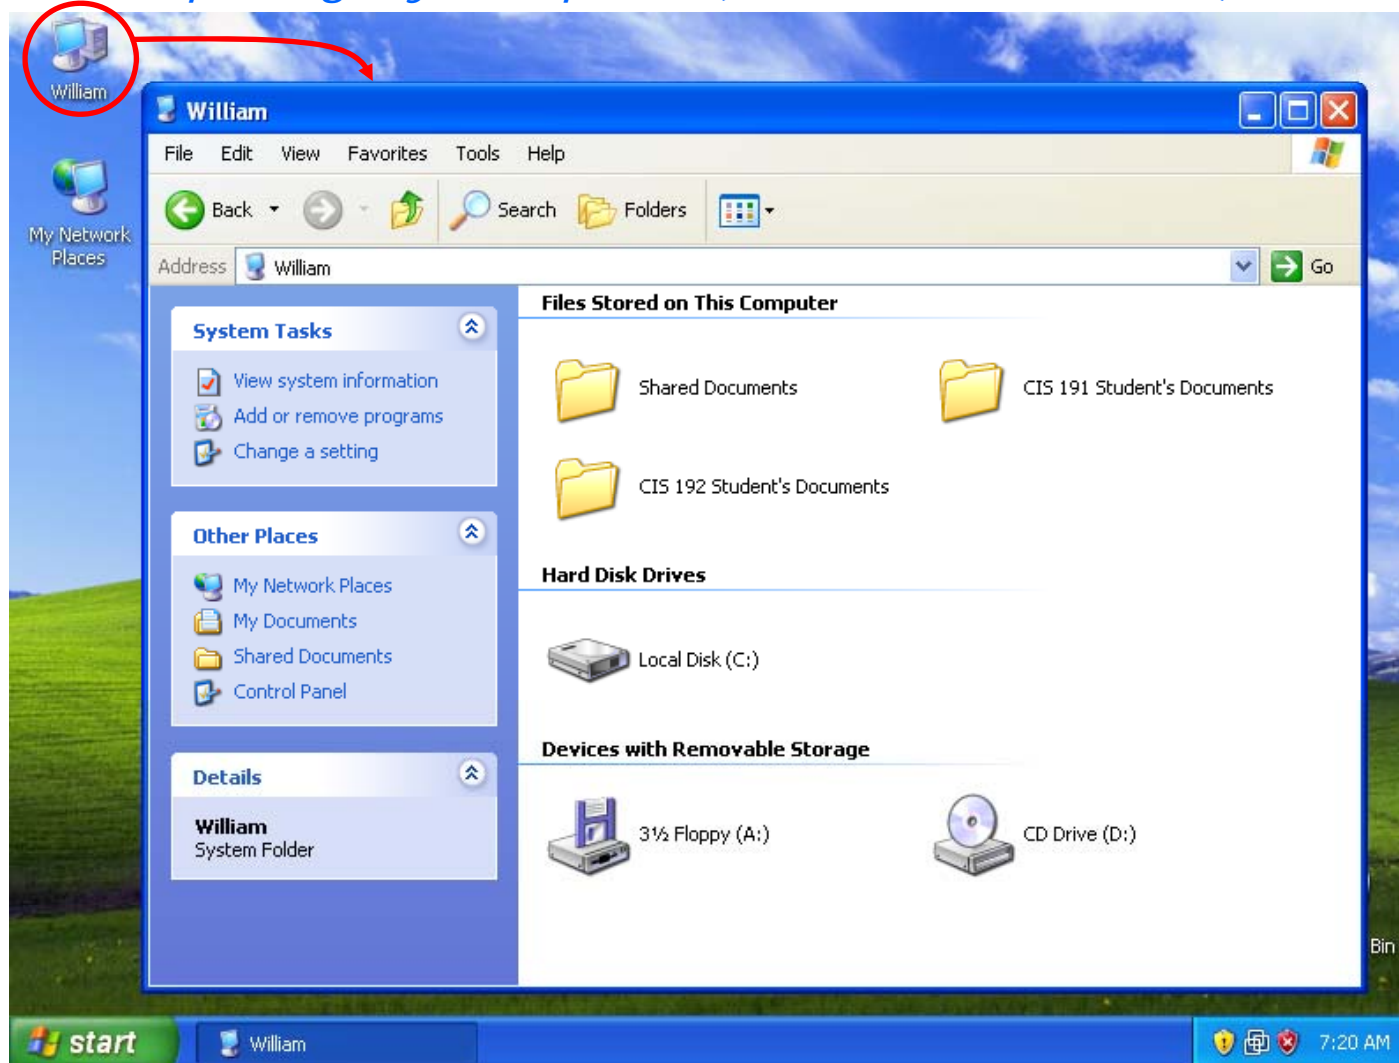 William
My Network
Places
William
File Edit View Favorites Tools Help
Back Search Folders
Address William Go
System Tasks
View system information
Add or remove programs
Change a setting
Other Places
My Network Places
My Documents
Shared Documents
Control Panel
Details
William
System Folder
Files Stored on This Computer
Shared Documents CIS 191 Student's Documents
CIS 192 Student's Documents
Hard Disk Drives
Local Disk (C:)
Devices with Removable Storage
3½ Floppy (A:) CD Drive (D:)
Bin
start William 7:20 AM